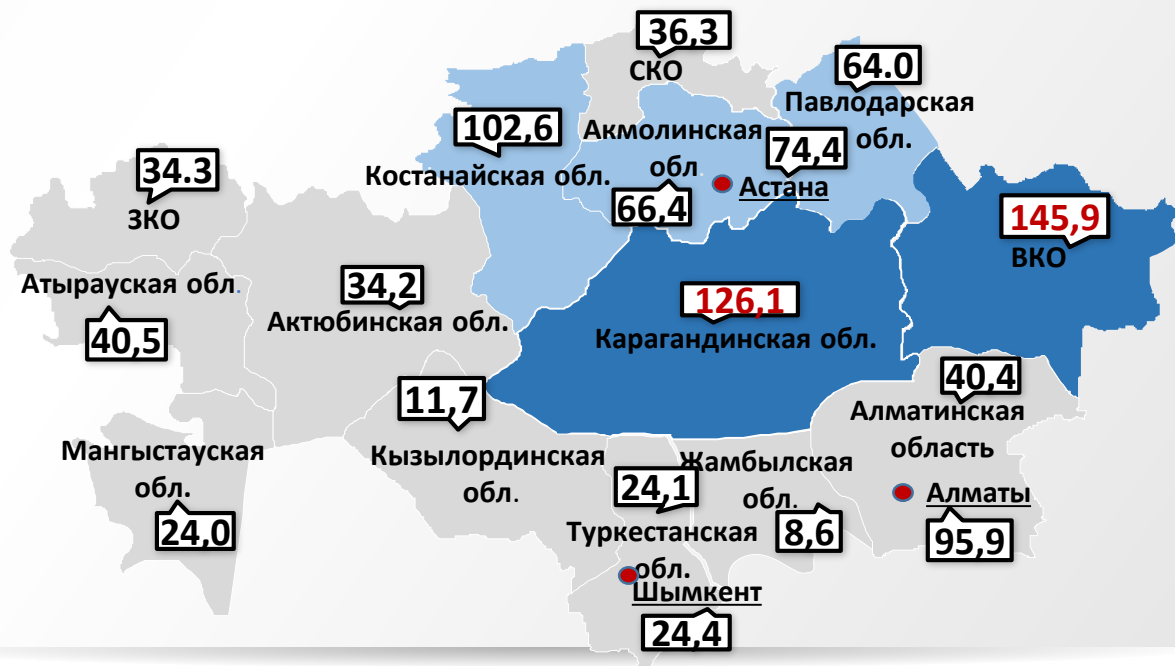 36,3
СКО
64.0
Павлодарская
обл.
102,6
Костанайская обл.
Акмолинская
обл.
66,4
74,4
Астана
34.3
ЗКО
145,9
ВКО
Атырауская обл.
40,5
34,2
Актюбинская обл.
126,1
Карагандинская обл.
40,4
Алматинская
область
11,7
Кызылординская
обл.
Мангыстауская
обл.
24,0
24,1
Туркестанская
обл.
Жамбылская
обл.
8,6
Алматы
95,9
Шымкент
24,4